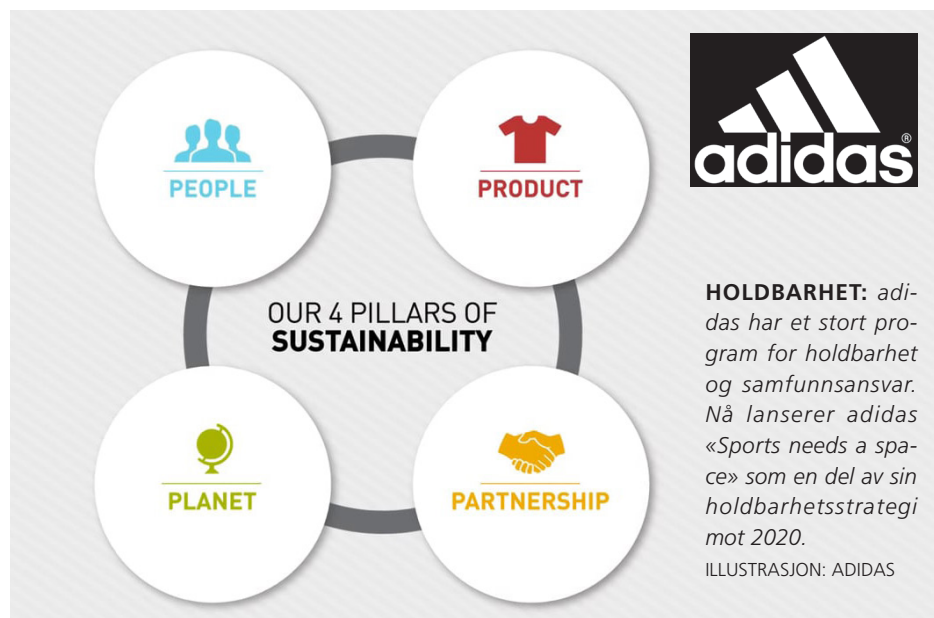 PEOPLE
PRODUCT
OUR 4 PILLARS OF
SUSTAINABILITY
PLANET
PARTNERSHIP
adidas®
HOLDBARHET: adi-
das har et stort pro-
gram for holdbarhet
og samfunnsansvar.
Nå lanserer adidas
«Sports needs a spa-
ce» som en del av sin
holdbarhetsstrategi
mot 2020.
ILLUSTRASJON: ADIDAS